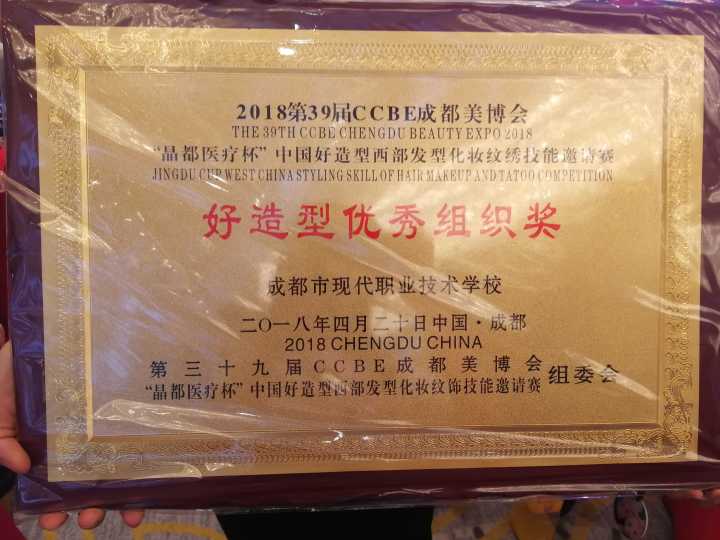 2018第39届CCBE成都美博会
THE 39TH CCBE CHENGDU BEAUTY EXPO 2018
“晶都医疗杯”中国好造型西部发型化妆纹绣技能邀请赛
JINGDU CUP WEST CHINA STYLING SKILL OF HAIR MAKEUP AND TATOO COMPETITION
好造型优秀组织奖
成都市现代职业技术学校
二〇一八年四月二十日中国·成都
2018 CHENGDU CHINA
第三十九届CCBE成都美博会
“晶都医疗杯”中国好造型西部发型化妆纹饰技能邀请赛
组委会